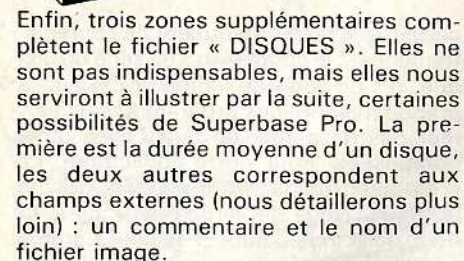 Enfin, trois zones supplémentaires com-
plètent le fichier « DISQUES ». Elles ne
sont pas indispensables, mais elles nous
serviront à illustrer par la suite, certaines
possibilités de Superbase Pro. La pre-
mière est la durée moyenne d'un disque,
les deux autres correspondent aux
champs externes (nous détaillerons plus
loin) : un commentaire et le nom d'un
fichier image.